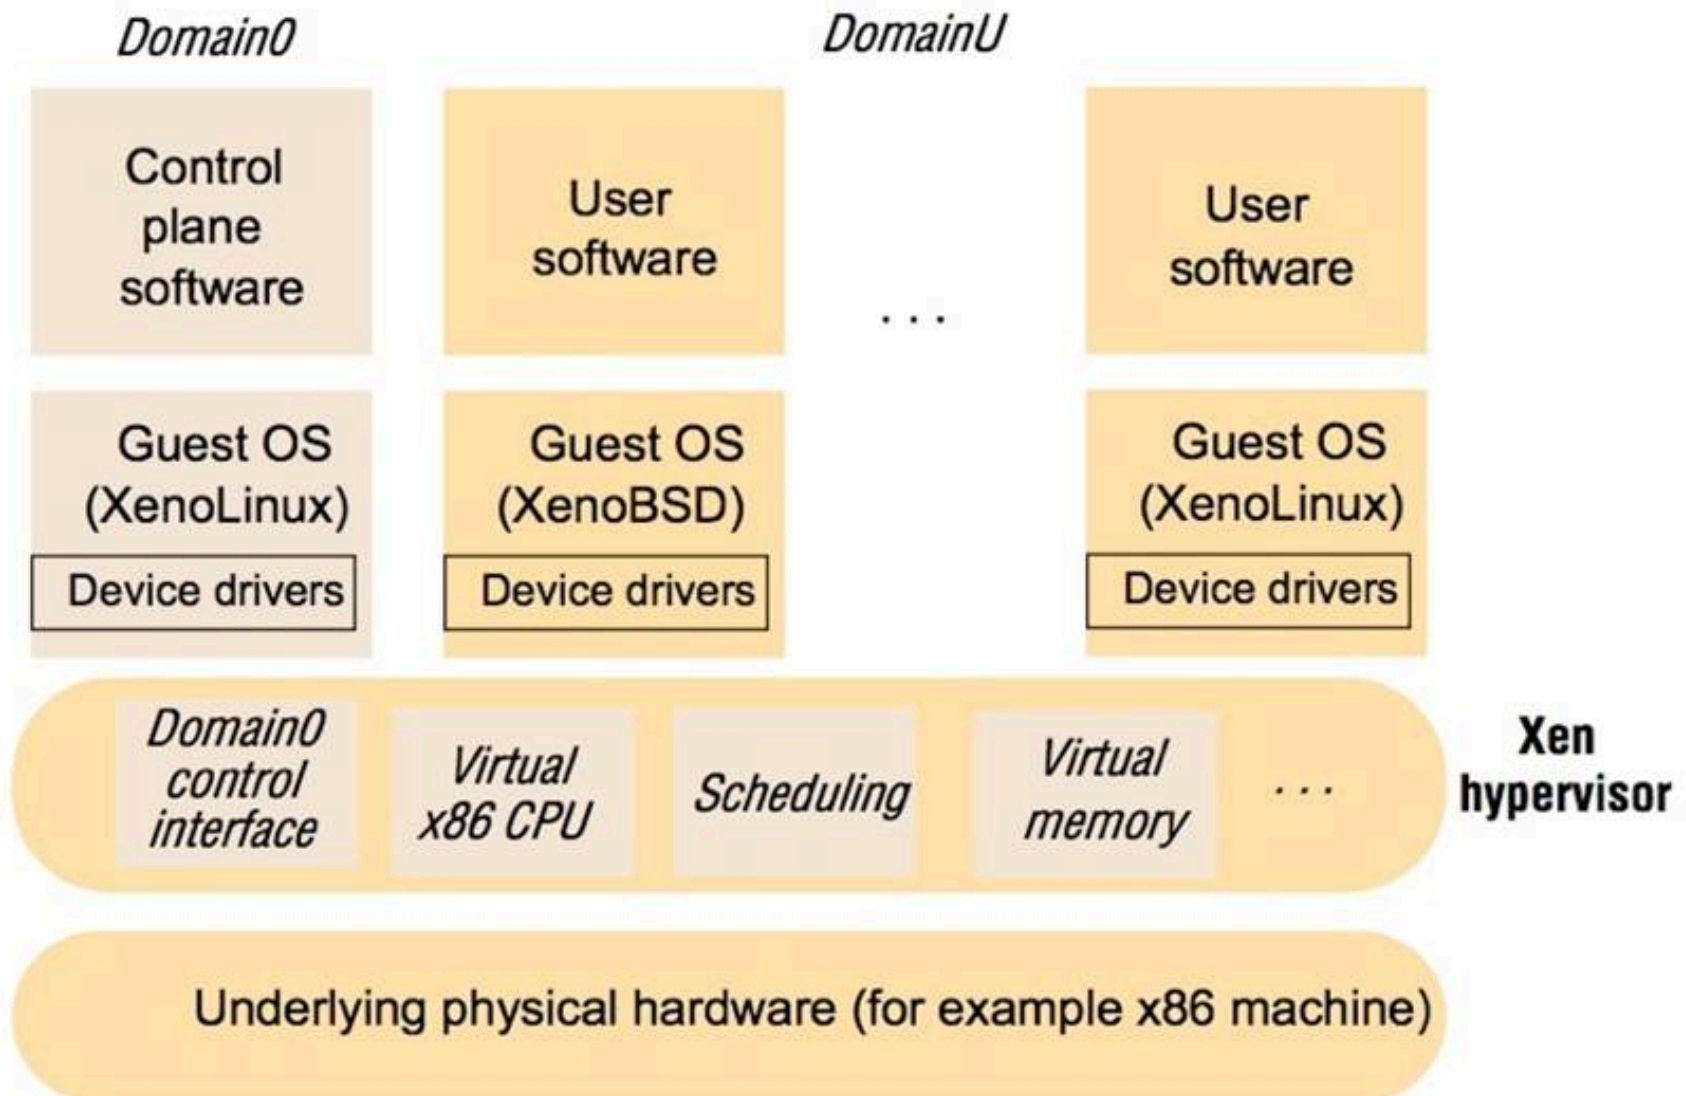 Domain0
DomainU
Control
plane
software
User
software
. . .
User
software
Guest OS
(XenoLinux)
Device drivers
Guest OS
(XenoBSD)
Device drivers
Guest OS
(XenoLinux)
Device drivers
Domain0
control
interface
Virtual
x86 CPU
Scheduling
Virtual
memory
. . .
Xen
hypervisor
Underlying physical hardware (for example x86 machine)